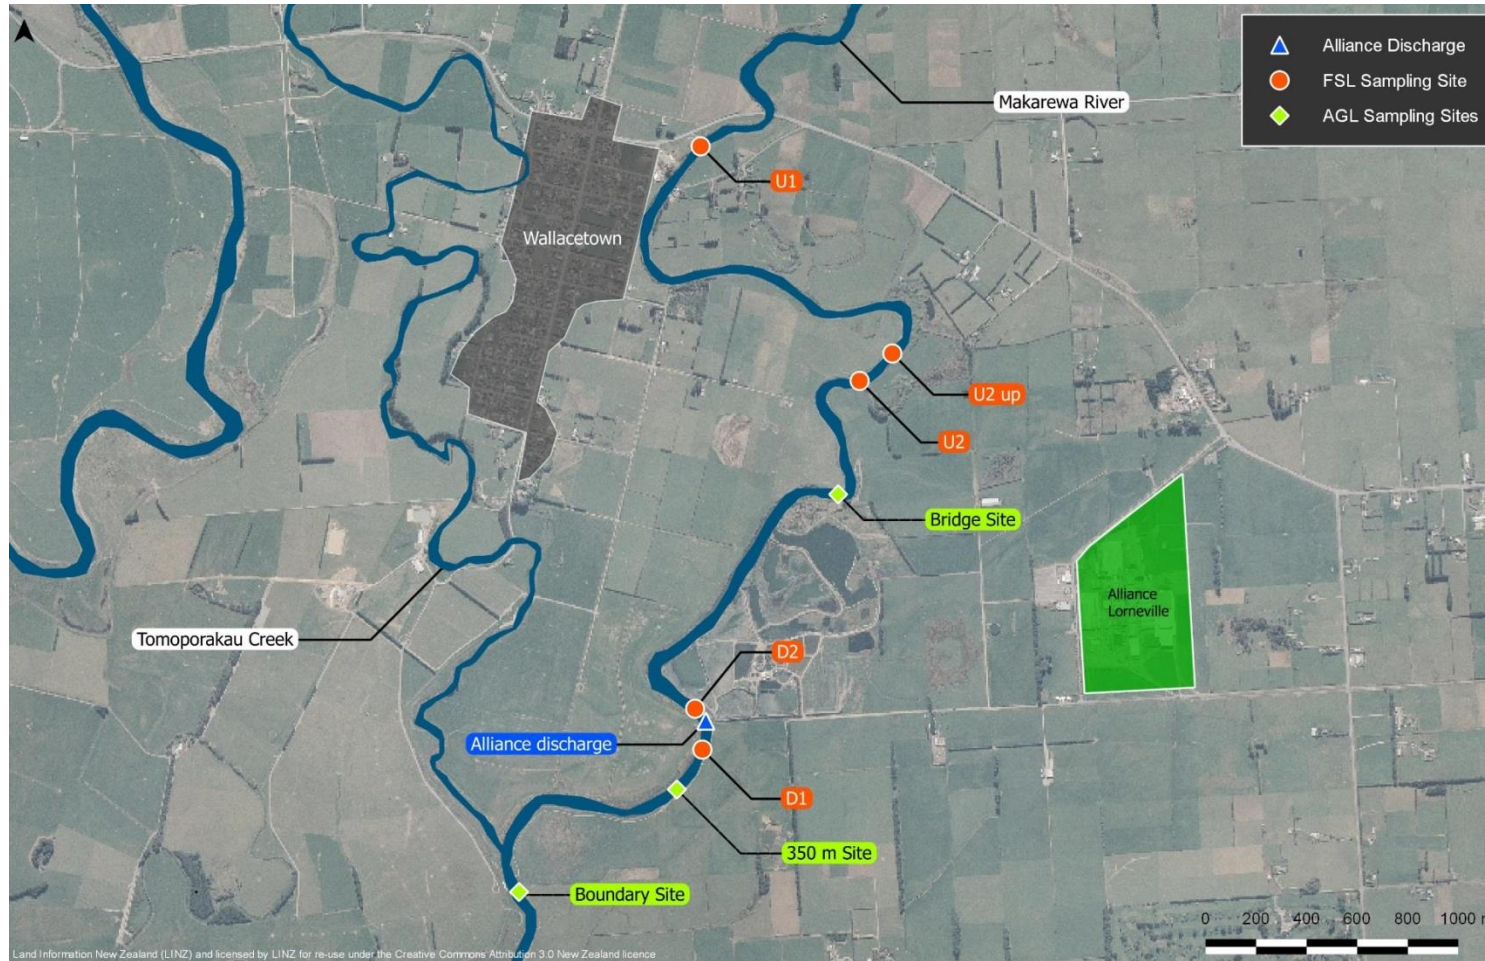 Alliance Discharge
FSL Sampling Site
AGL Sampling Sites
Makarewa River
U1
Wallacetown
U2 up
U2
Bridge Site
Alliance
Lorneville
Tomoporakau Creek
D2
Alliance discharge
D1
350 m Site
Boundary Site
0 200 400 600 800 1000 m
Land Information New Zealand (LINZ) and licensed by LINZ for re-use under the Creative Commons Attribution 3.0 New Zealand licence